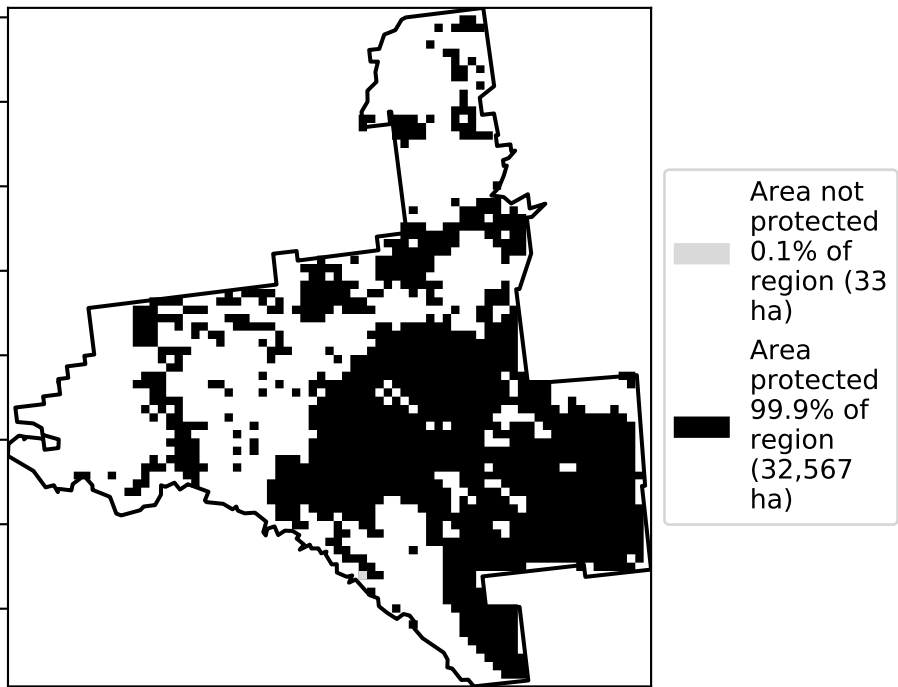 Area not
protected
0.1% of
region (33
ha)
Area
protected
99.9% of
region
(32,567
ha)